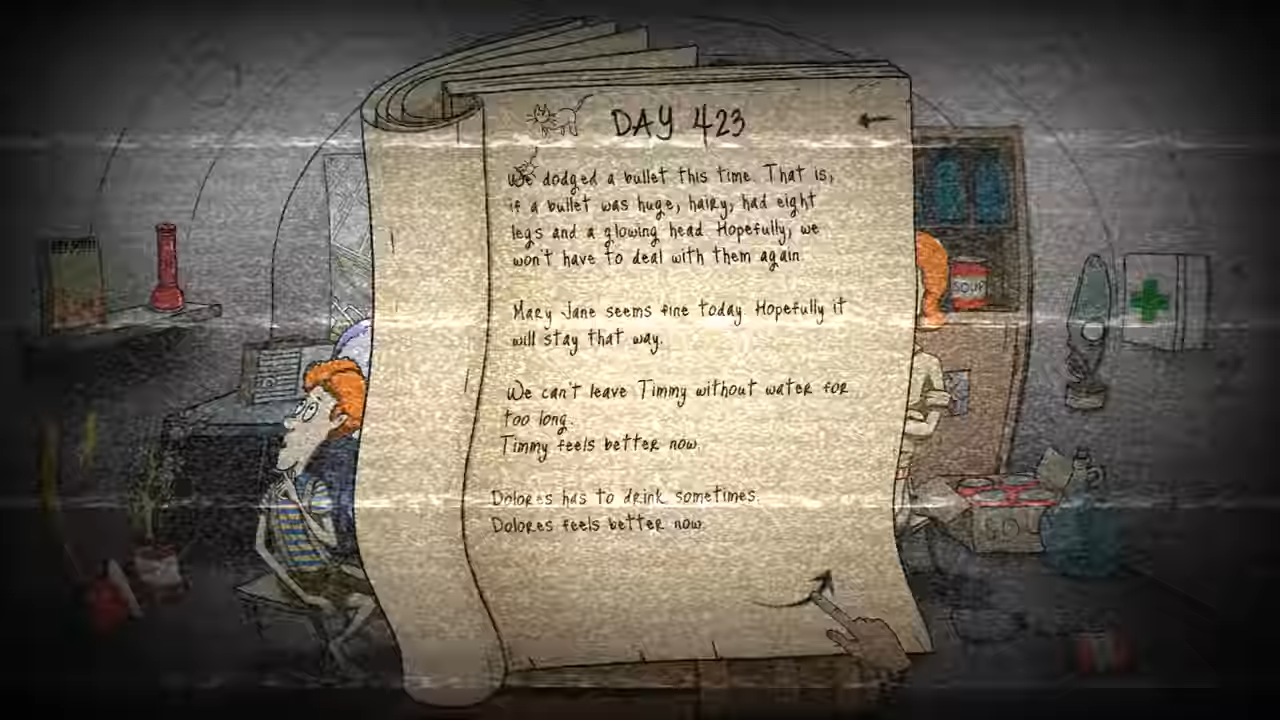 DAY 423
We dodged a bullet this time. That is,
if a bullet was huge, hairy, had eight
legs and a glowing head. Hopefully, we
won't have to deal with them again.
Mary Jane seems fine today. Hopefully it
will stay that way.
We can't leave Timmy without water for
too long.
Timmy feels better now.
Dolores has to drink sometimes.
Dolores feels better now.
SOUP